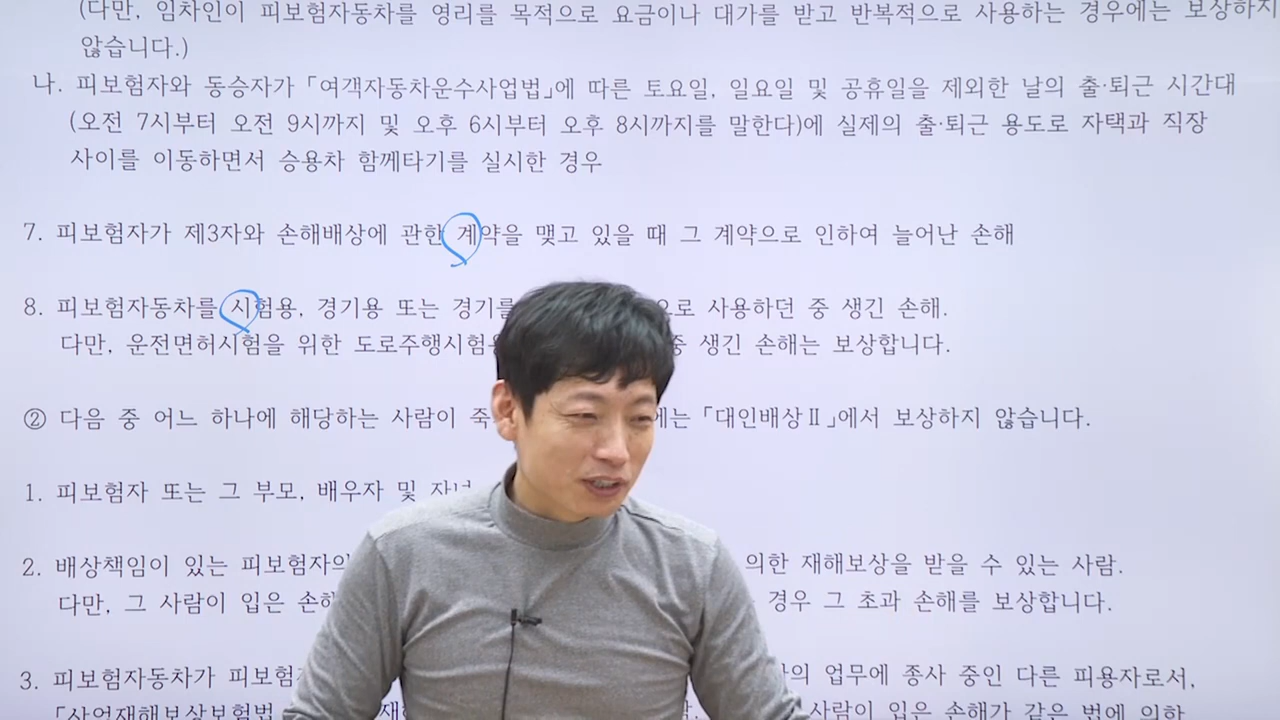 (다만, 임차인이 피보험자동차를 영리를 목적으로 요금이나 대가를 받고 반복적으로 사용하는 경우에는 보상하지
않습니다.)
나. 피보험자와 동승자가 「여객자동차운수사업법」에 따른 토요일, 일요일 및 공휴일을 제외한 날의 출·퇴근 시간대
(오전 7시부터 오전 9시까지 및 오후 6시부터 오후 8시까지를 말한다)에 실제의 출·퇴근 용도로 자택과 직장
사이를 이동하면서 승용차 함께타기를 실시한 경우
7. 피보험자가 제3자와 손해배상에 관한 계약을 맺고 있을 때 그 계약으로 인하여 늘어난 손해
8. 피보험자동차를 시험용, 경기용 또는 경기를 으로 사용하던 중 생긴 손해.
다만, 운전면허시험을 위한 도로주행시험 중 생긴 손해는 보상합니다.
② 다음 중 어느 하나에 해당하는 사람이 죽 에는 「대인배상Ⅱ」에서 보상하지 않습니다.
1. 피보험자 또는 그 부모, 배우자 및 자녀
2. 배상책임이 있는 피보험자의 의한 재해보상을 받을 수 있는 사람.
다만, 그 사람이 입은 손해 경우 그 초과 손해를 보상합니다.
3. 피보험자동차가 피보험 의 업무에 종사 중인 다른 피용자로서,
사람이 입은 손해가 같은 법에 의한